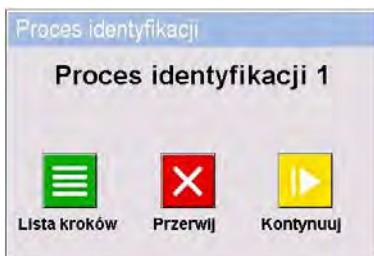 Proces identyfikacji
Proces identyfikacji 1
Lista kroków Przerwij Kontynuuj